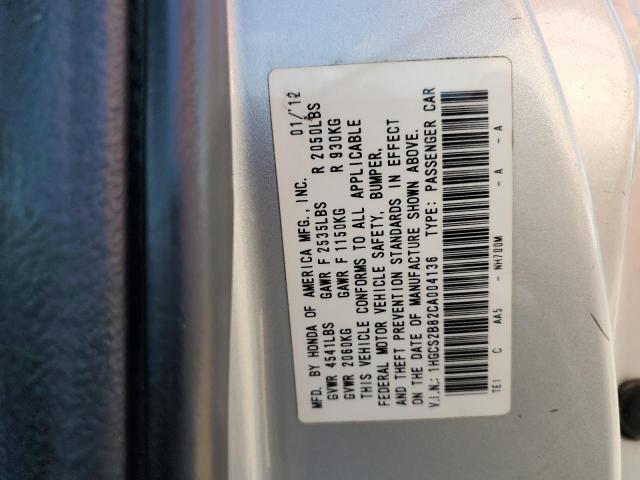 MFD. BY HONDA OF AMERICA MFG., INC. 01/'12
GVWR 4541LBS GAWR F 2535LBS R 2050LBS
GVWR 2060KG GAWR F 1150KG R 930KG
THIS VEHICLE CONFORMS TO ALL APPLICABLE
FEDERAL MOTOR VEHICLE SAFETY, BUMPER,
AND THEFT PREVENTION STANDARDS IN EFFECT
ON THE DATE OF MANUFACTURE SHOWN ABOVE.
V.I.N.: 1HGCS2B82CA004136 TYPE: PASSENGER CAR
TE1 C AA5 - NH700M - A - A